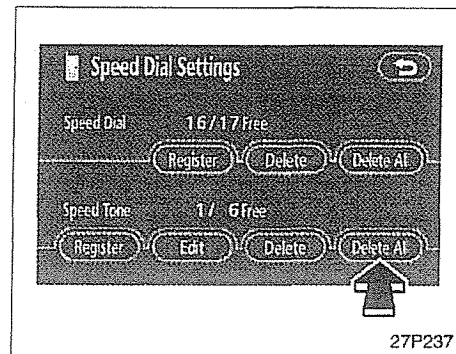 Speed Dial Settings
Speed Dial 16/17 Free
Register Delete Delete All
Speed Tone 1/ 6 Free
Register Edit Delete Delete All
27P237